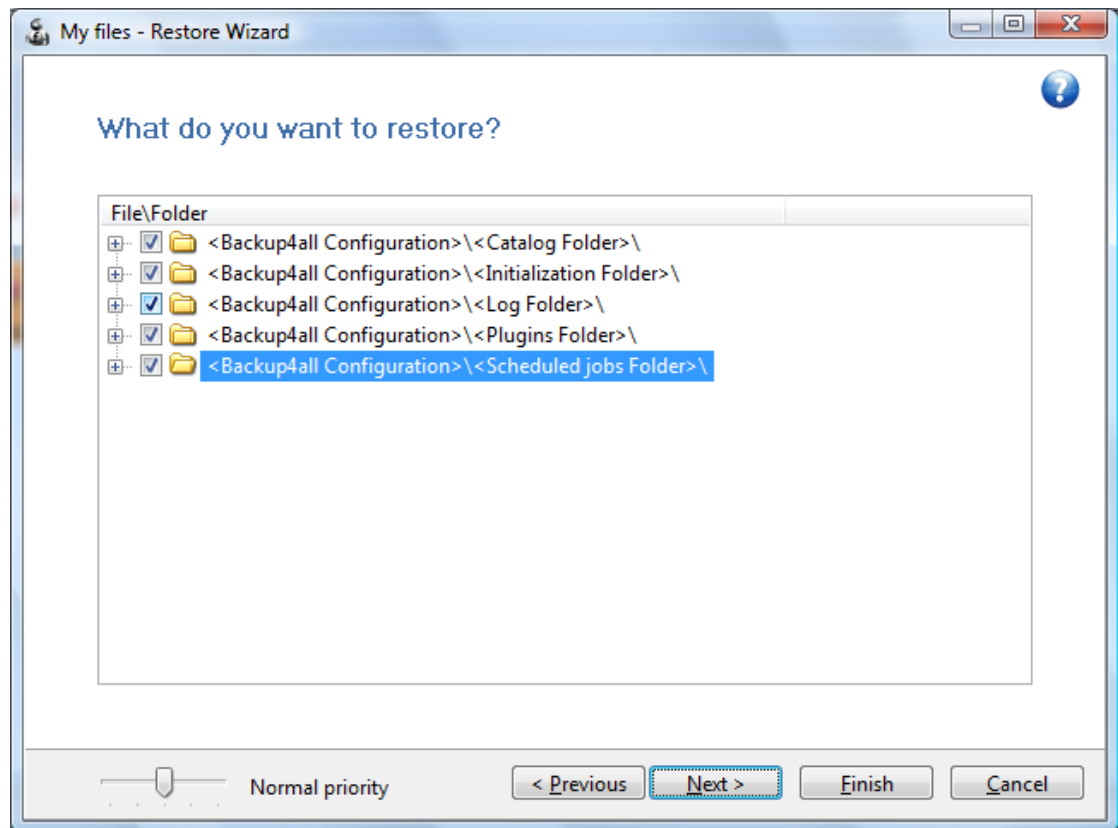 My files - Restore Wizard
What do you want to restore?
File\Folder
<Backup4all Configuration>\<Catalog Folder>\
<Backup4all Configuration>\<Initialization Folder>\
<Backup4all Configuration>\<Log Folder>\
<Backup4all Configuration>\<Plugins Folder>\
<Backup4all Configuration>\<Scheduled jobs Folder>\
Normal priority < Previous Next > Finish Cancel